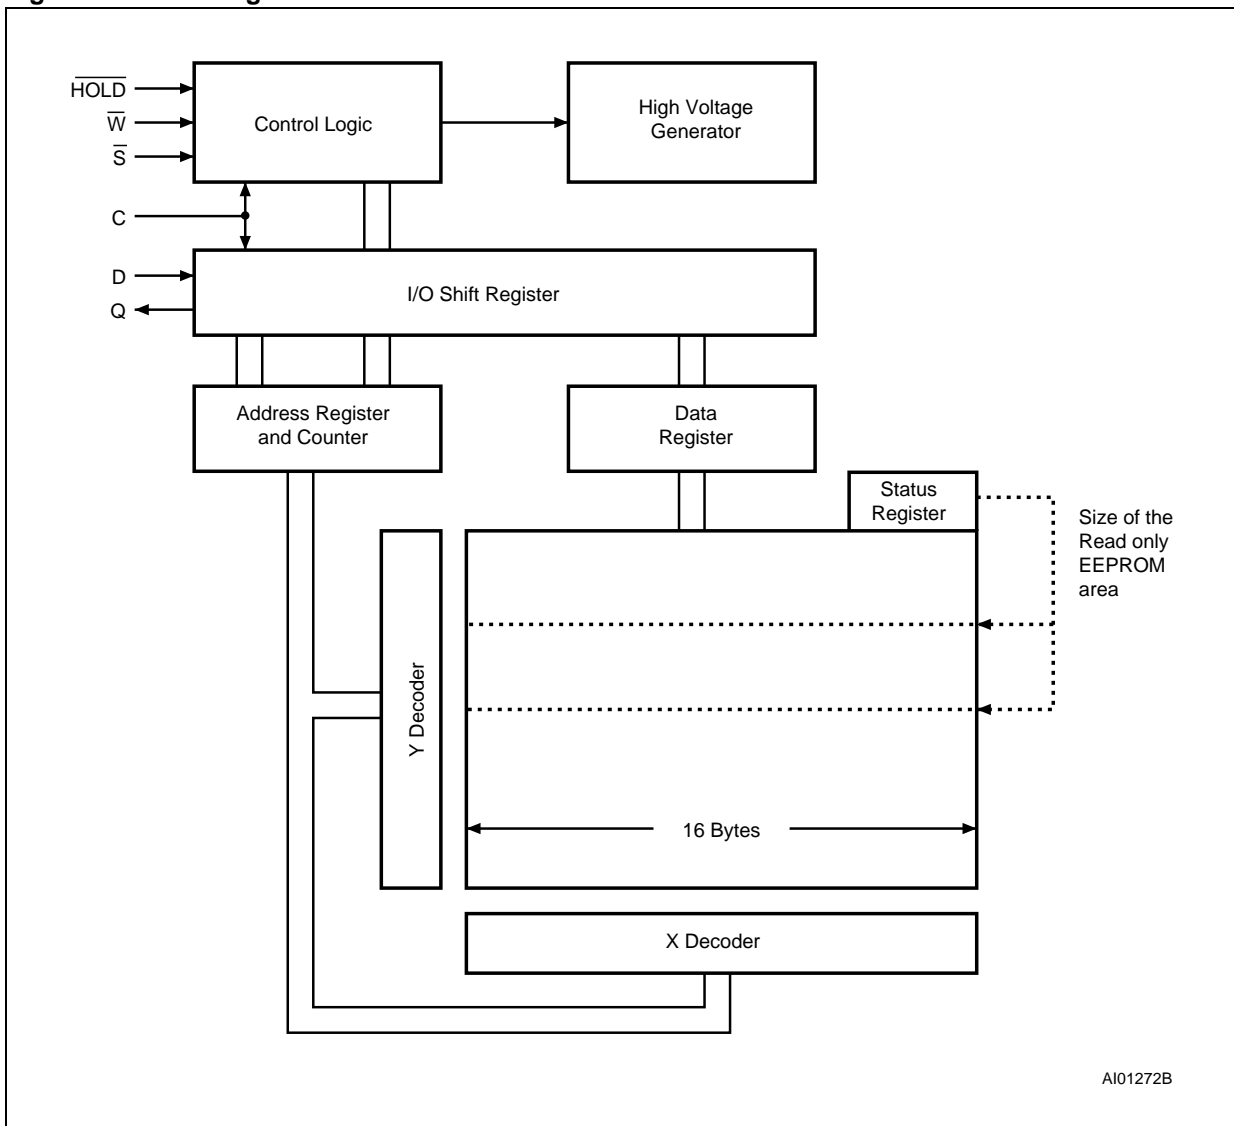 HOLD
W
S
C
D
Q
Control Logic
High Voltage
Generator
I/O Shift Register
Address Register
and Counter
Data
Register
Status
Register
Size of the
Read only
EEPROM
area
Y Decoder
16 Bytes
X Decoder
AI01272B